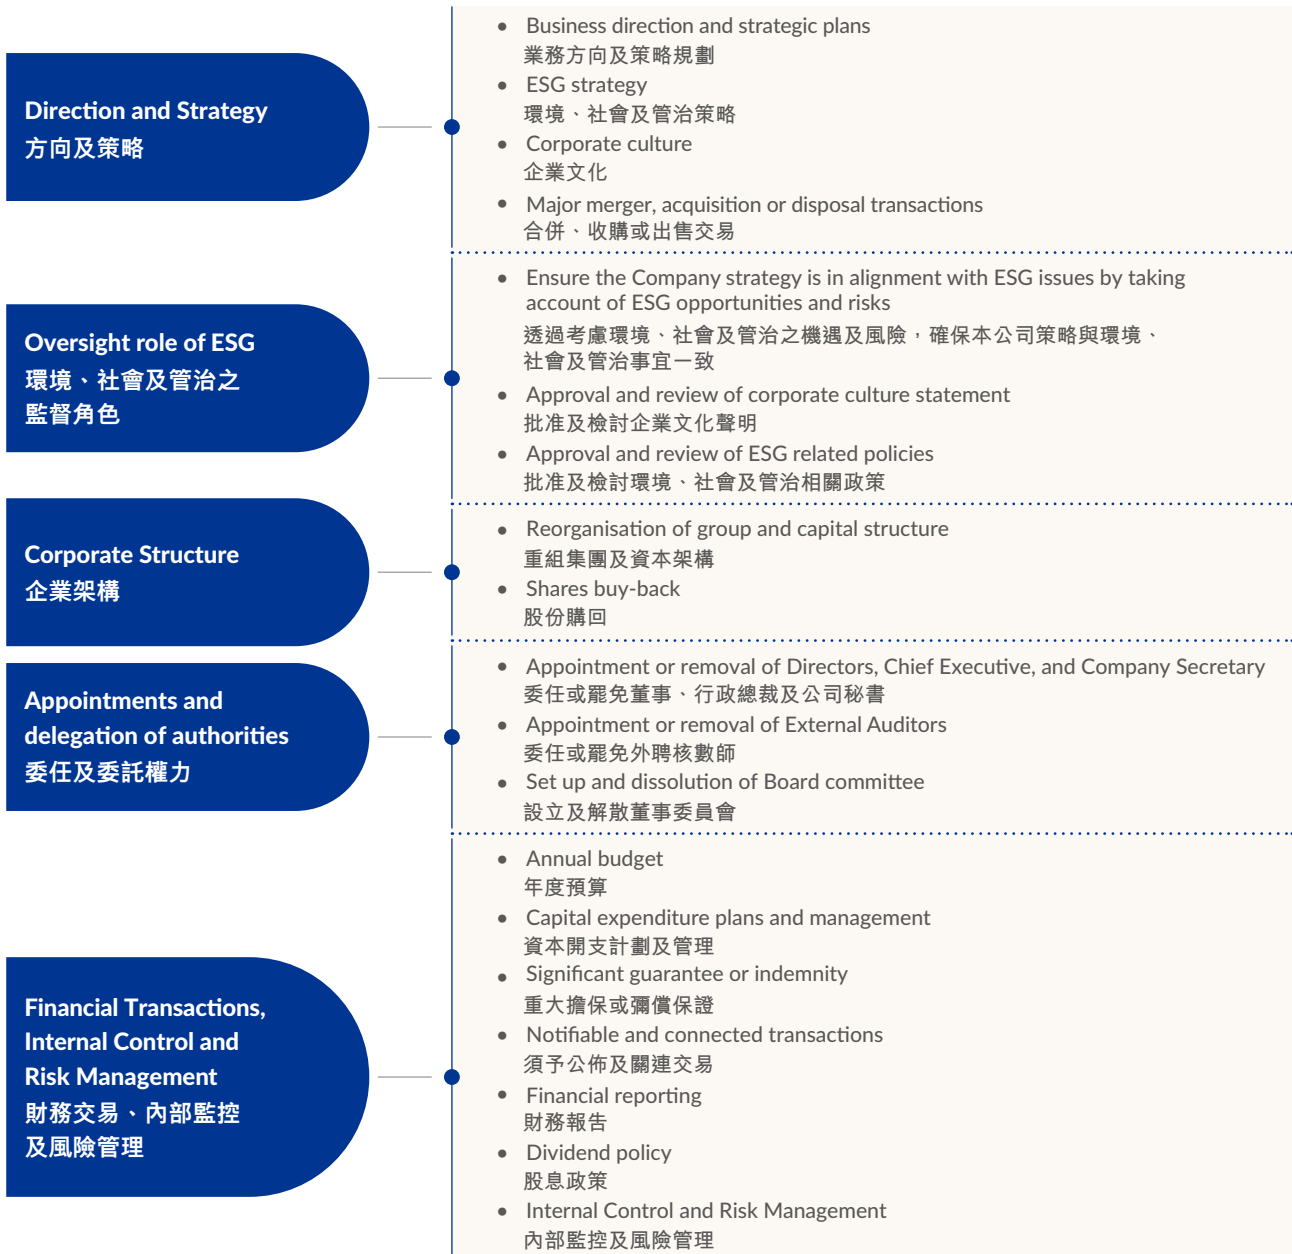 Direction and Strategy
方向及策略
• Business direction and strategic plans
業務方向及策略規劃
• ESG strategy
環境、社會及管治策略
• Corporate culture
企業文化
• Major merger, acquisition or disposal transactions
合併、收購或出售交易
Oversight role of ESG
環境、社會及管治之
監督角色
• Ensure the Company strategy is in alignment with ESG issues by taking
account of ESG opportunities and risks
透過考慮環境、社會及管治之機遇及風險，確保本公司策略與環境、
社會及管治事宜一致
• Approval and review of corporate culture statement
批准及檢討企業文化聲明
• Approval and review of ESG related policies
批准及檢討環境、社會及管治相關政策
Corporate Structure
企業架構
• Reorganisation of group and capital structure
重組集團及資本架構
• Shares buy-back
股份購回
Appointments and
delegation of authorities
委任及委託權力
• Appointment or removal of Directors, Chief Executive, and Company Secretary
委任或罷免董事、行政總裁及公司秘書
• Appointment or removal of External Auditors
委任或罷免外聘核數師
• Set up and dissolution of Board committee
設立及解散董事委員會
Financial Transactions,
Internal Control and
Risk Management
財務交易、內部監控
及風險管理
• Annual budget
年度預算
• Capital expenditure plans and management
資本開支計劃及管理
• Significant guarantee or indemnity
重大擔保或彌償保證
• Notifiable and connected transactions
須予公佈及關連交易
• Financial reporting
財務報告
• Dividend policy
股息政策
• Internal Control and Risk Management
內部監控及風險管理